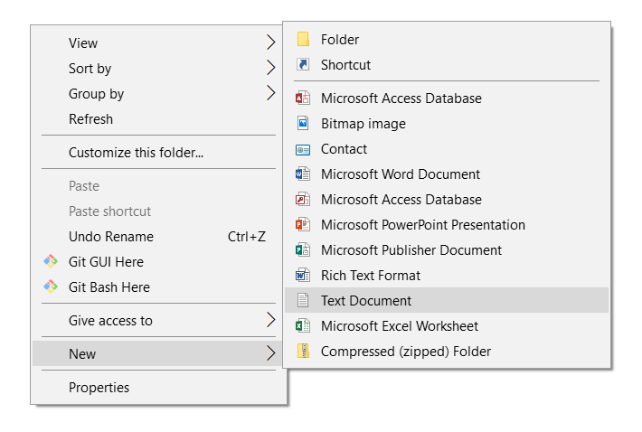 View
Sort by
Group by
Refresh
Customize this folder...
Paste
Paste shortcut
Undo Rename Ctrl+Z
Git GUI Here
Git Bash Here
Give access to
New
Properties
Folder
Shortcut
Microsoft Access Database
Bitmap image
Contact
Microsoft Word Document
Microsoft Access Database
Microsoft PowerPoint Presentation
Microsoft Publisher Document
Rich Text Format
Text Document
Microsoft Excel Worksheet
Compressed (zipped) Folder